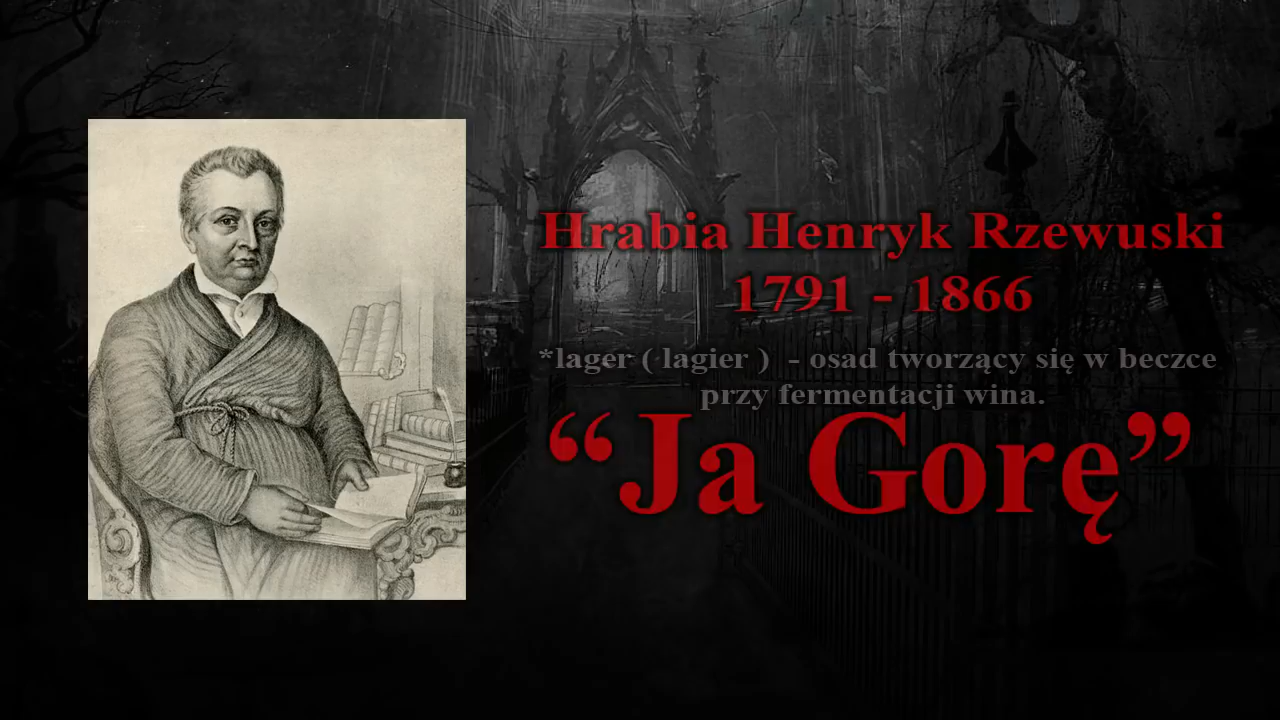 Hrabia Henryk Rzewuski
1791 - 1866
*lager ( lagier )  - osad tworzący się w beczce
przy fermentacji wina.
“Ja Gorę”